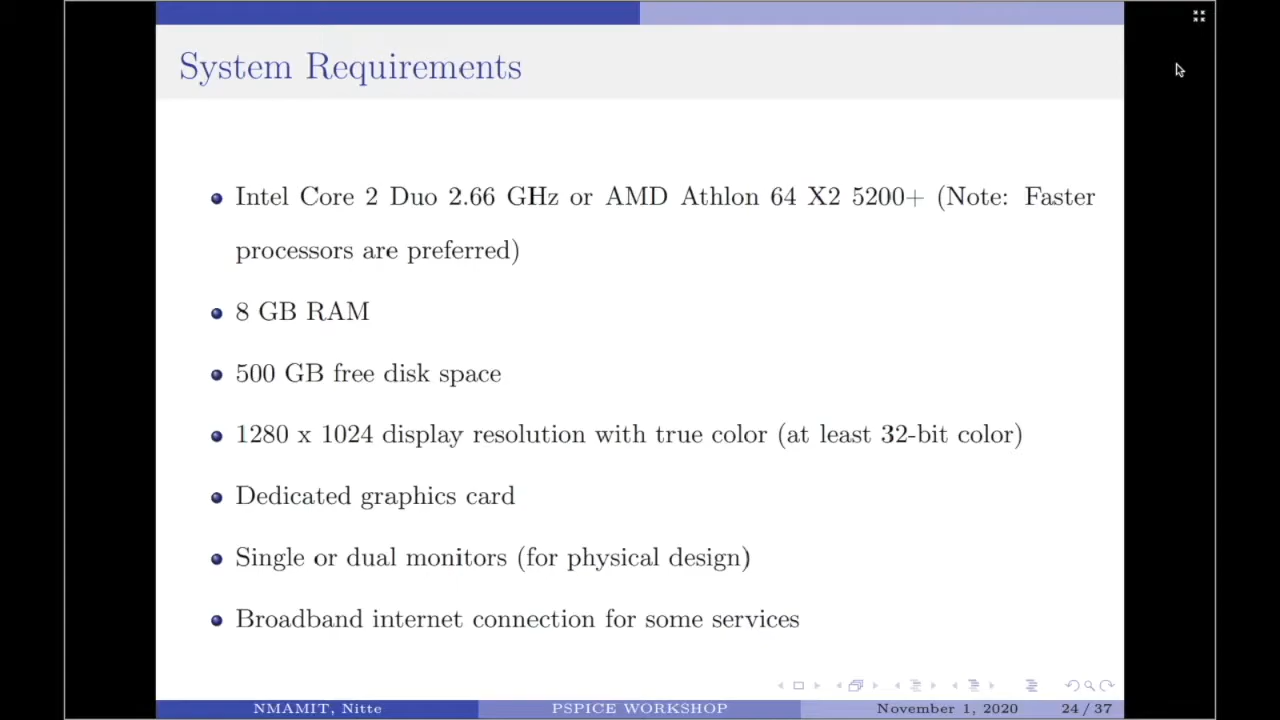 System Requirements
Intel Core 2 Duo 2.66 GHz or AMD Athlon 64 X2 5200+ (Note: Faster
processors are preferred)
8 GB RAM
500 GB free disk space
1280 x 1024 display resolution with true color (at least 32-bit color)
Dedicated graphics card
Single or dual monitors (for physical design)
Broadband internet connection for some services
NMAMIT, Nitte PSPICE WORKSHOP November 1, 2020 24 / 37